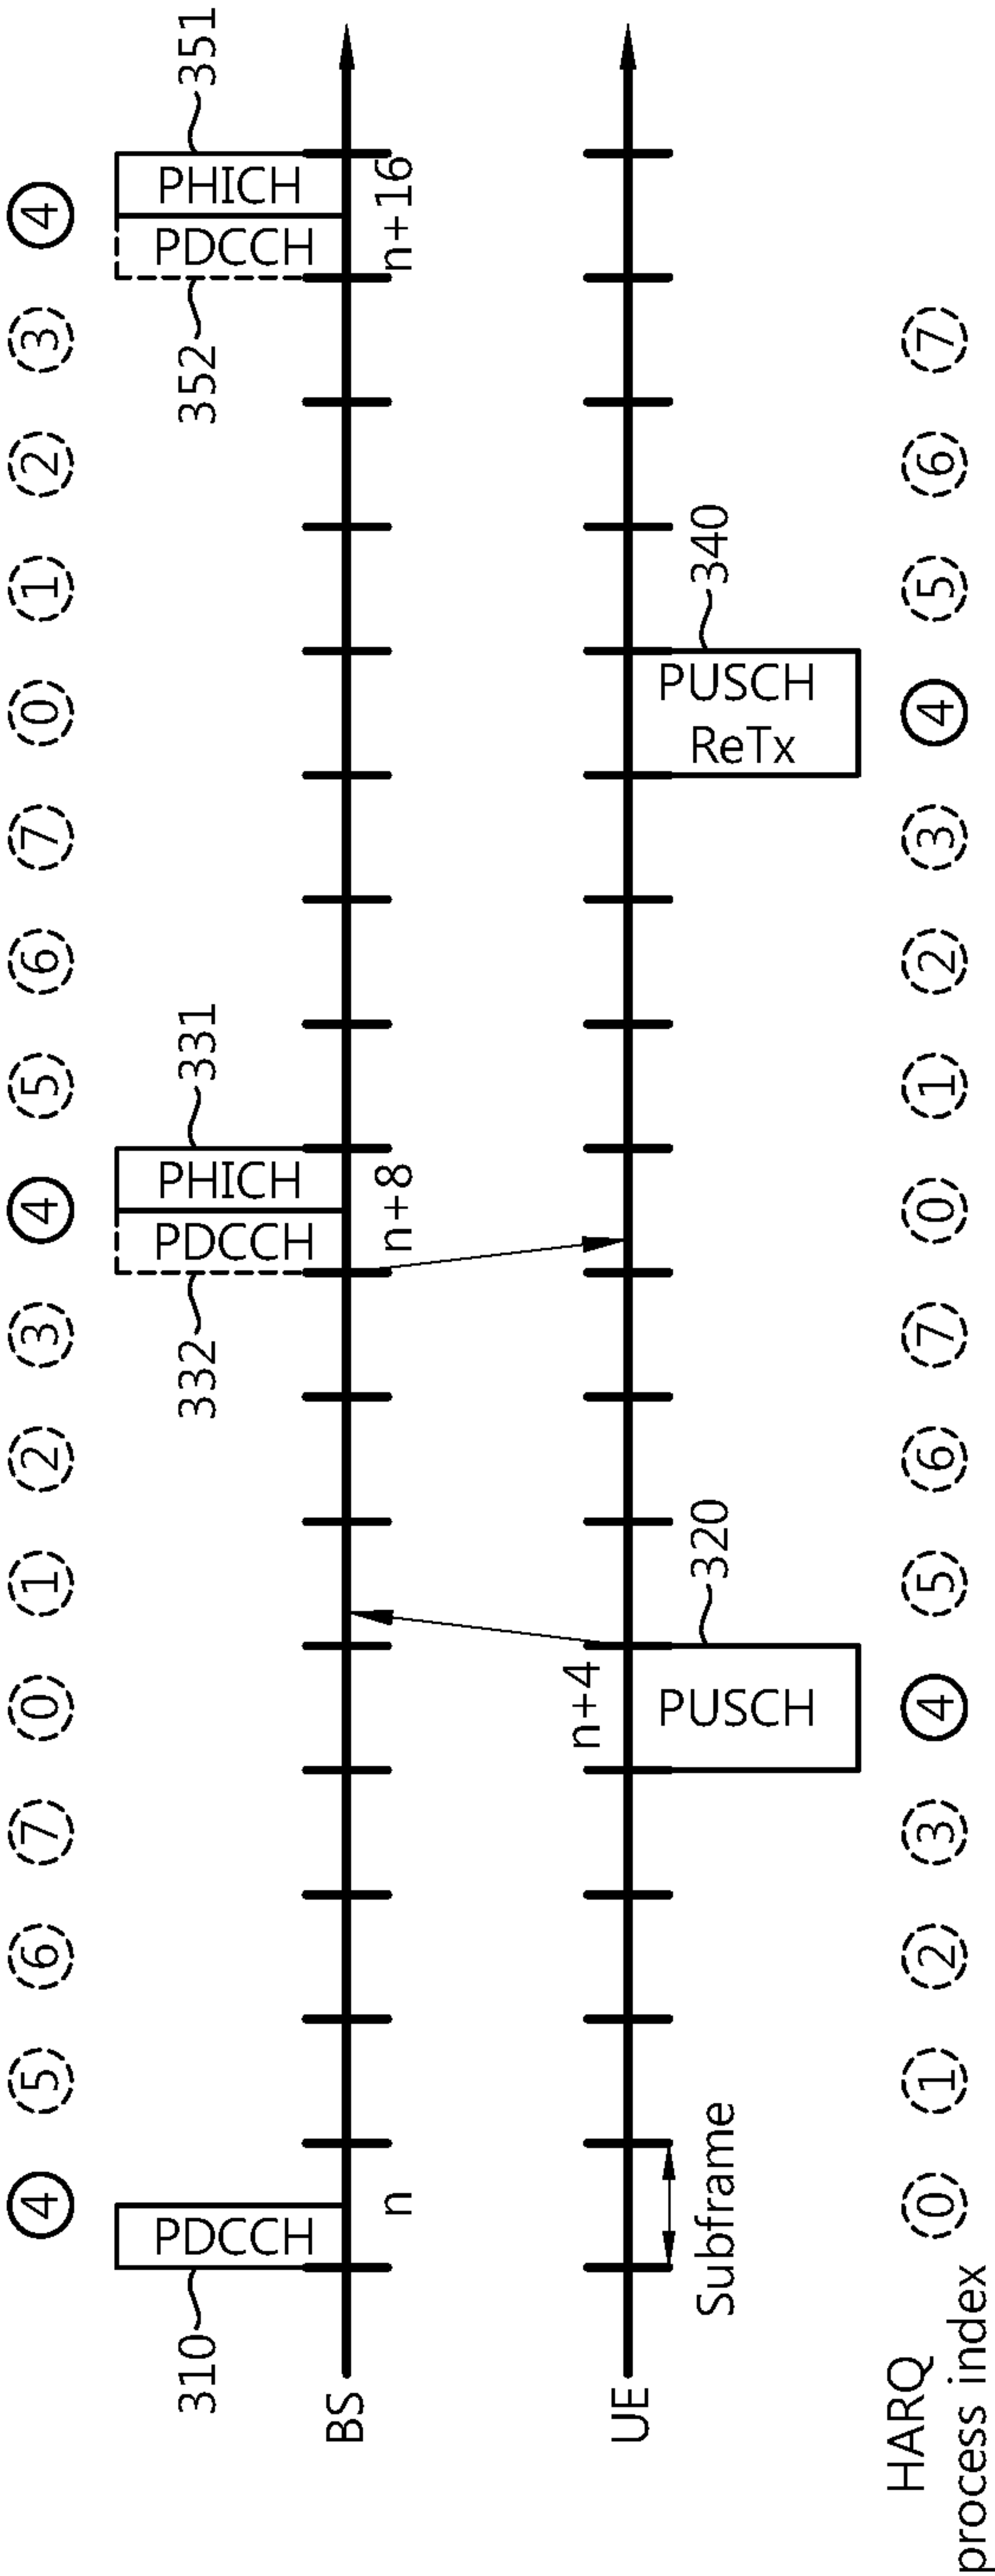 4 5 6 7 0 1 2 3 4 5 6 7 0 1 2 3 4
310 332 331 352 351
PDCCH PDCCH PHICH PDCCH PHICH
BS
n n+8 n+16
n+4
UE
PUSCH PUSCH
ReTx
320 340
Subframe
HARQ
process index
0 1 2 3 4 5 6 7 0 1 2 3 4 5 6 7